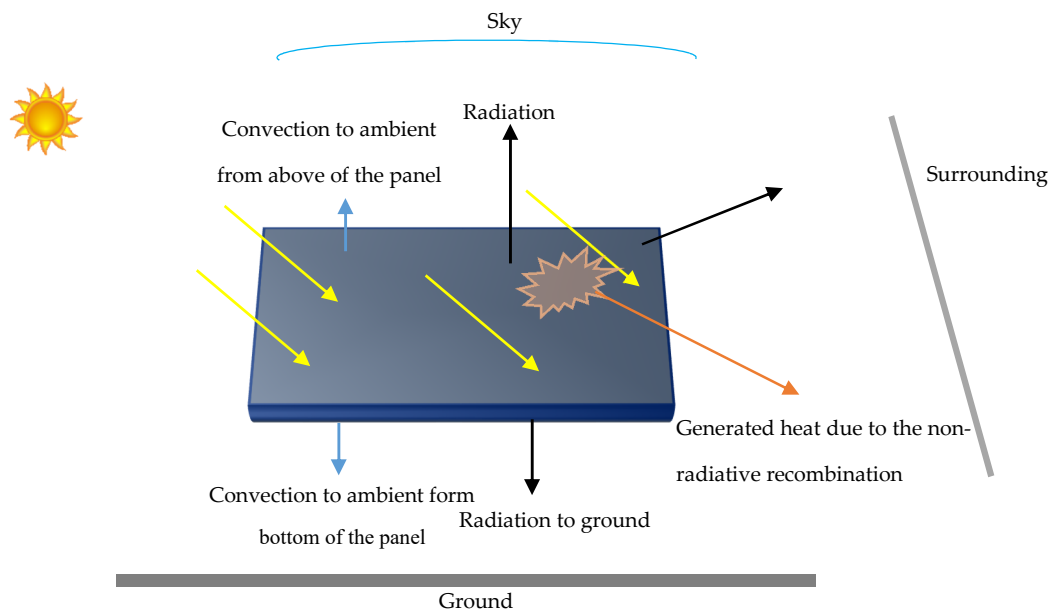 Sky
Radiation
Convection to ambient
from above of the panel
Surrounding
Generated heat due to the non-
radiative recombination
Convection to ambient form
bottom of the panel
Radiation to ground
Ground